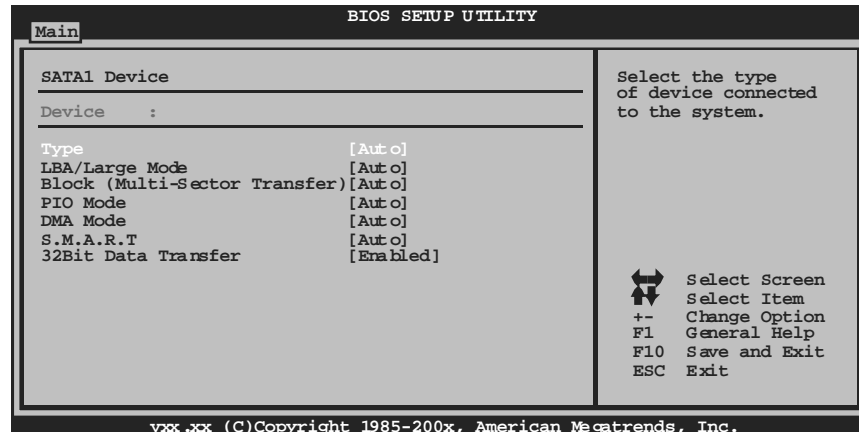 BIOS SETUP UTILITY
Main
SATA1 Device
Device :
Type [Auto]
LBA/Large Mode [Auto]
Block (Multi-Sector Transfer)[Auto]
PIO Mode [Auto]
DMA Mode [Auto]
S.M.A.R.T [Auto]
32Bit Data Transfer [Enabled]
Select the type
of device connected
to the system.
Select Screen
Select Item
+- Change Option
F1 General Help
F10 Save and Exit
ESC Exit
vxx.xx (C)Copyright 1985-200x, American Megatrends, Inc.